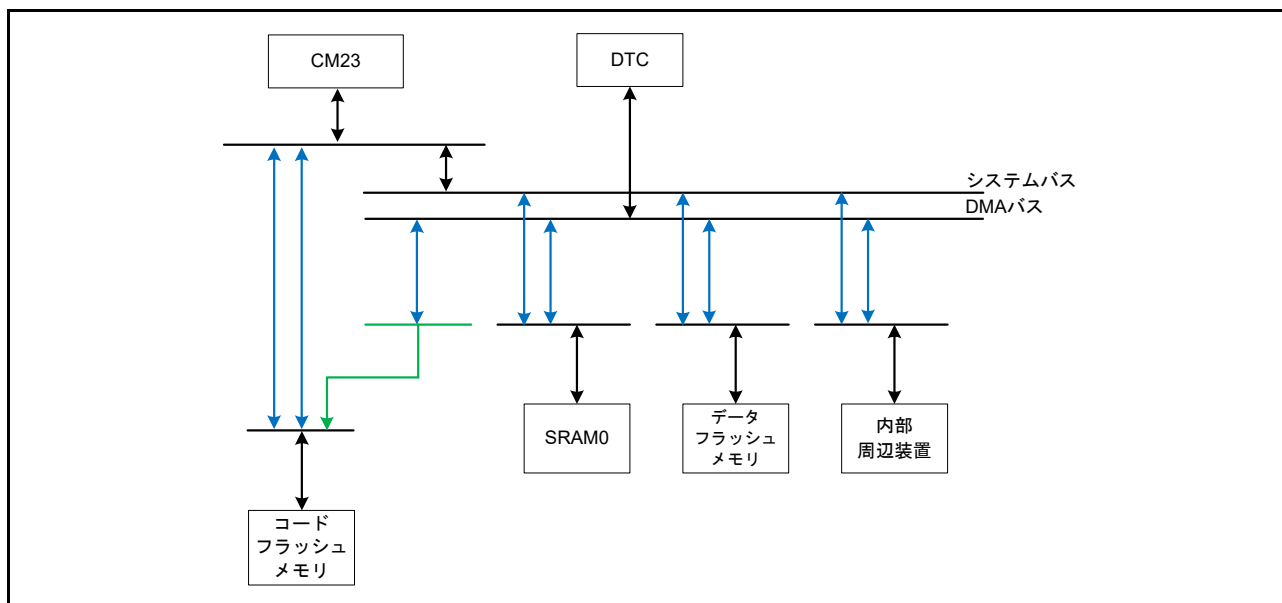 CM23
DTC
システムバス
DMAバス
SRAM0
データ
フラッシュ
メモリ
内部
周辺装置
コード
フラッシュ
メモリ